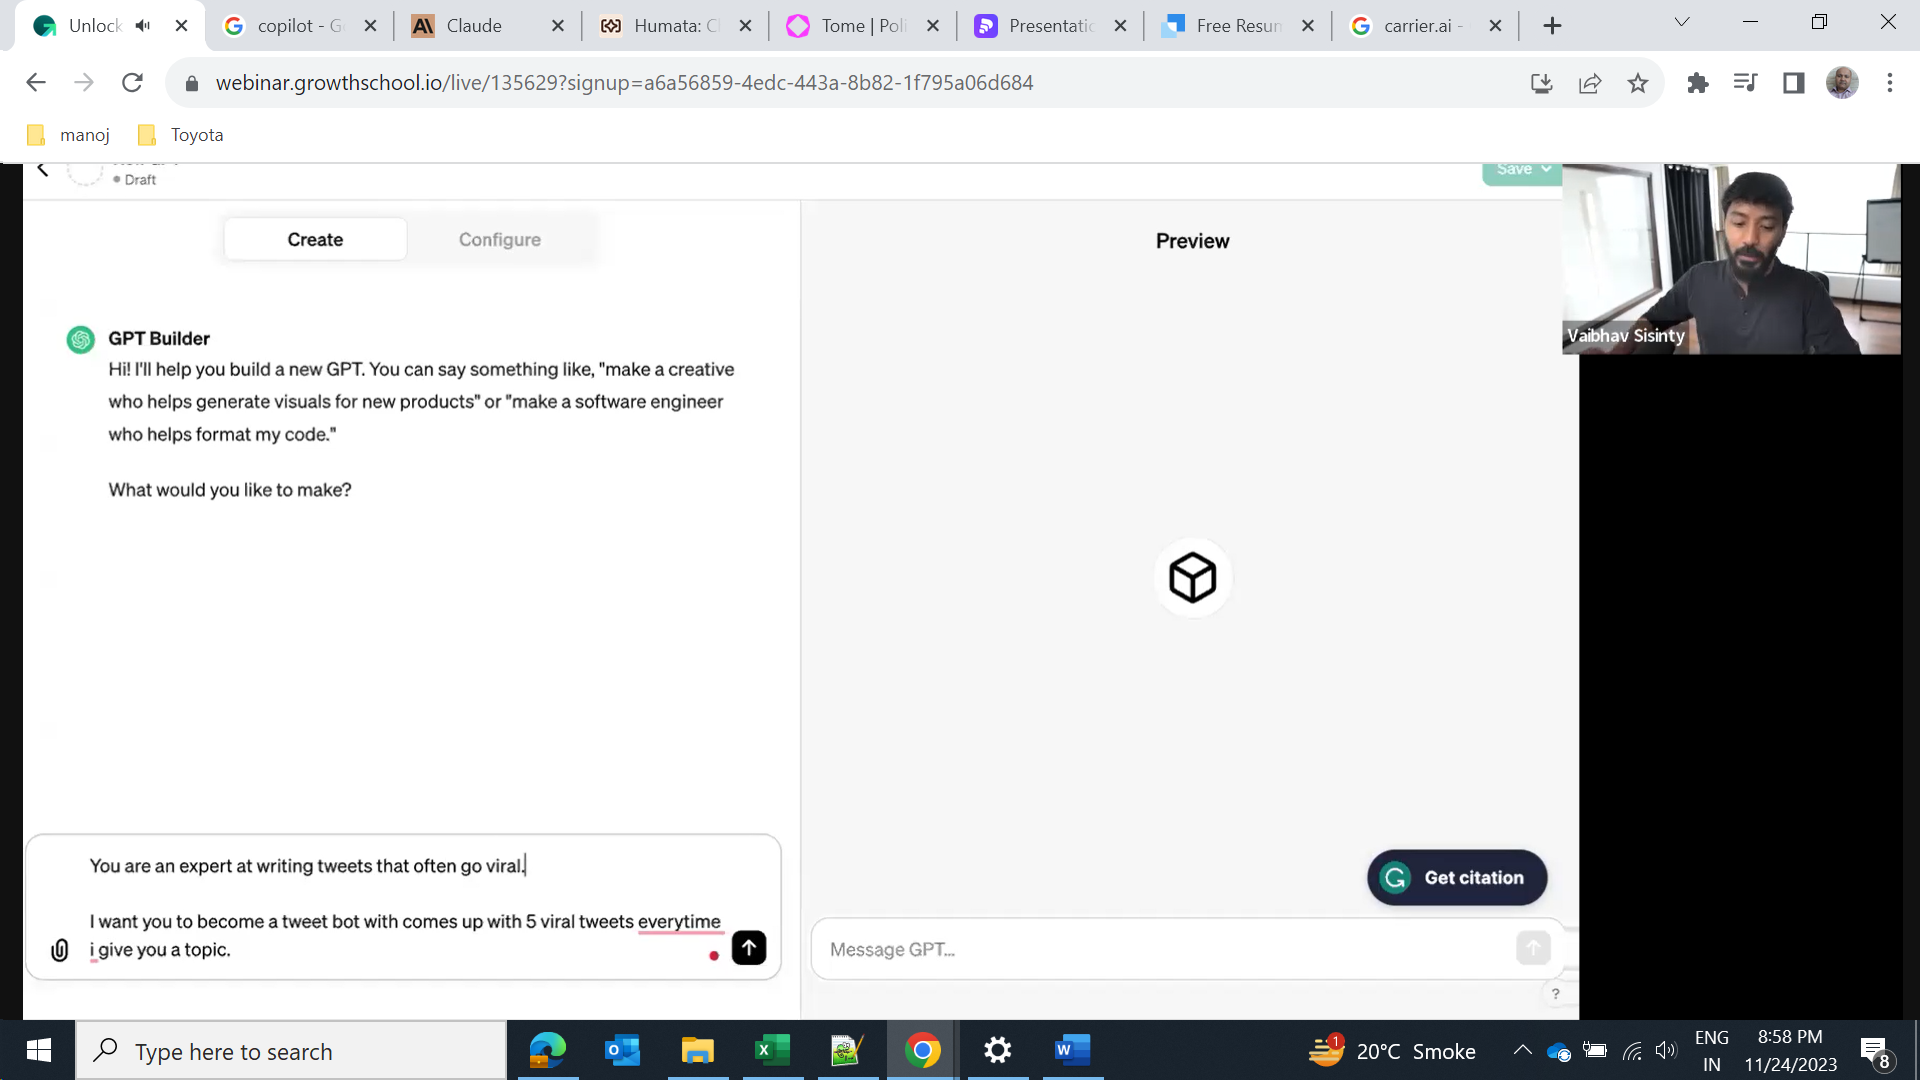 Unlock
copilot - G
Claude
Humata: C
Tome | Poli
Presentatio
Free Resum
carrier.ai -
webinar.growthschool.io/live/135629?signup=a6a56859-4edc-443a-8b82-1f795a06d684
manoj
Toyota
Draft
Save
Create
Configure
Preview
Vaibhav Sisinty
GPT Builder
Hi! I'll help you build a new GPT. You can say something like, "make a creative
who helps generate visuals for new products" or "make a software engineer
who helps format my code."
What would you like to make?
You are an expert at writing tweets that often go viral.
I want you to become a tweet bot with comes up with 5 viral tweets everytime
i give you a topic.
Get citation
Message GPT...
?
Type here to search
1
20°C Smoke
ENG
IN
8:58 PM
11/24/2023
8